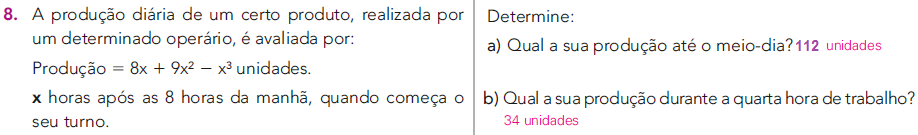 8. A produção diária de um certo produto, realizada por
um determinado operário, é avaliada por:
Produção = 8x + 9x² – x³ unidades.
x horas após as 8 horas da manhã, quando começa o
seu turno.
Determine:
a) Qual a sua produção até o meio-dia? 112 unidades
b) Qual a sua produção durante a quarta hora de trabalho?
34 unidades